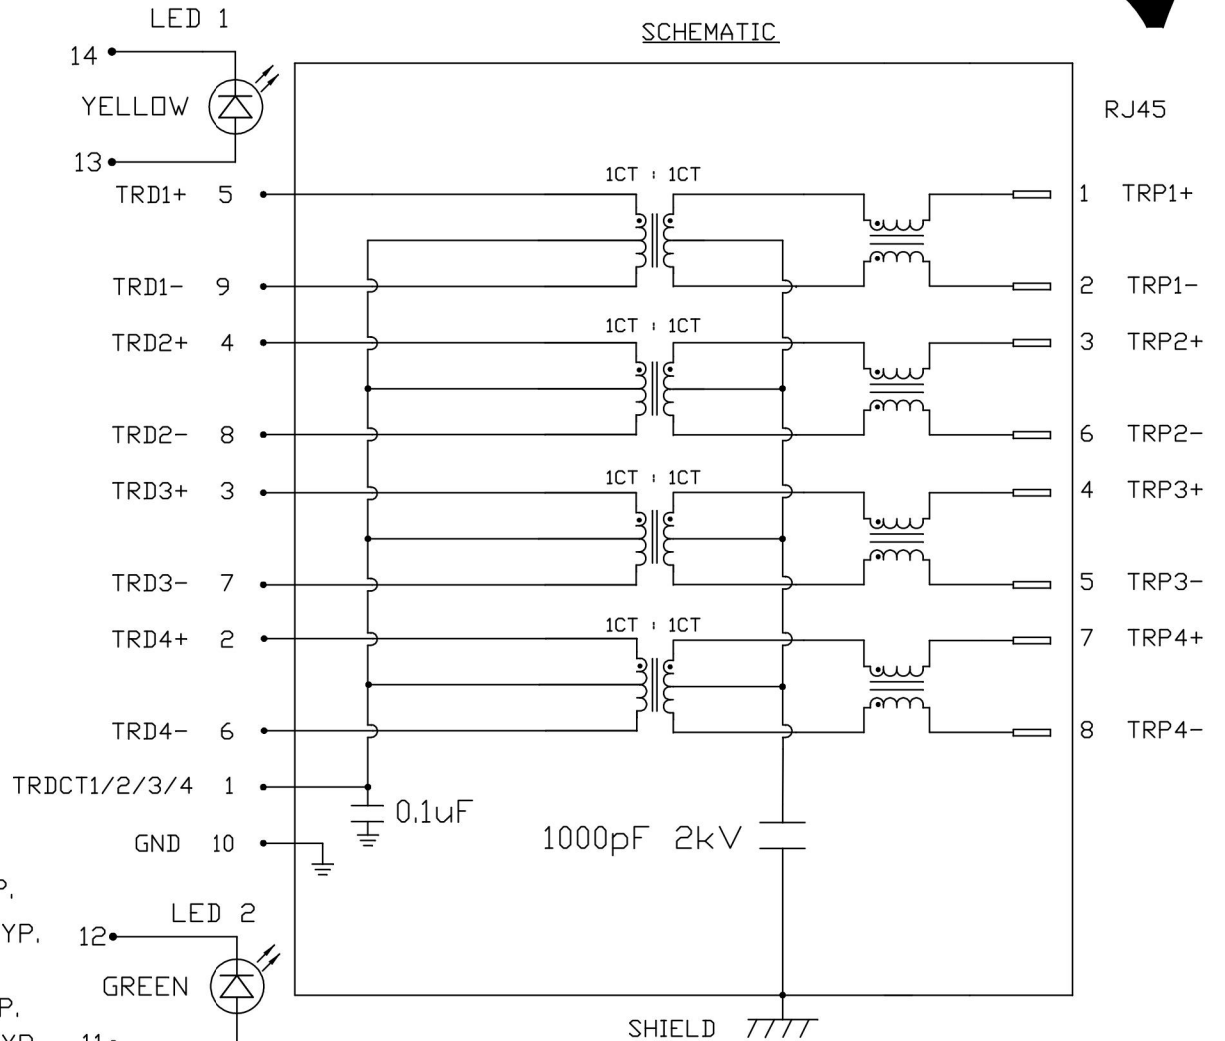 LED 1
SCHEMATIC
14
YELLOW
RJ45
13
TRD1+ 5
1CT : 1CT
1 TRP1+
TRD1- 9
2 TRP1-
TRD2+ 4
1CT : 1CT
3 TRP2+
TRD2- 8
6 TRP2-
TRD3+ 3
1CT : 1CT
4 TRP3+
TRD3- 7
5 TRP3-
TRD4+ 2
1CT : 1CT
7 TRP4+
TRD4- 6
8 TRP4-
TRDCT1/2/3/4 1
0.1uF
1000pF 2kV
GND 10
P.
LED 2
YP.
12
GREEN
P.
SHIELD
YP.
11